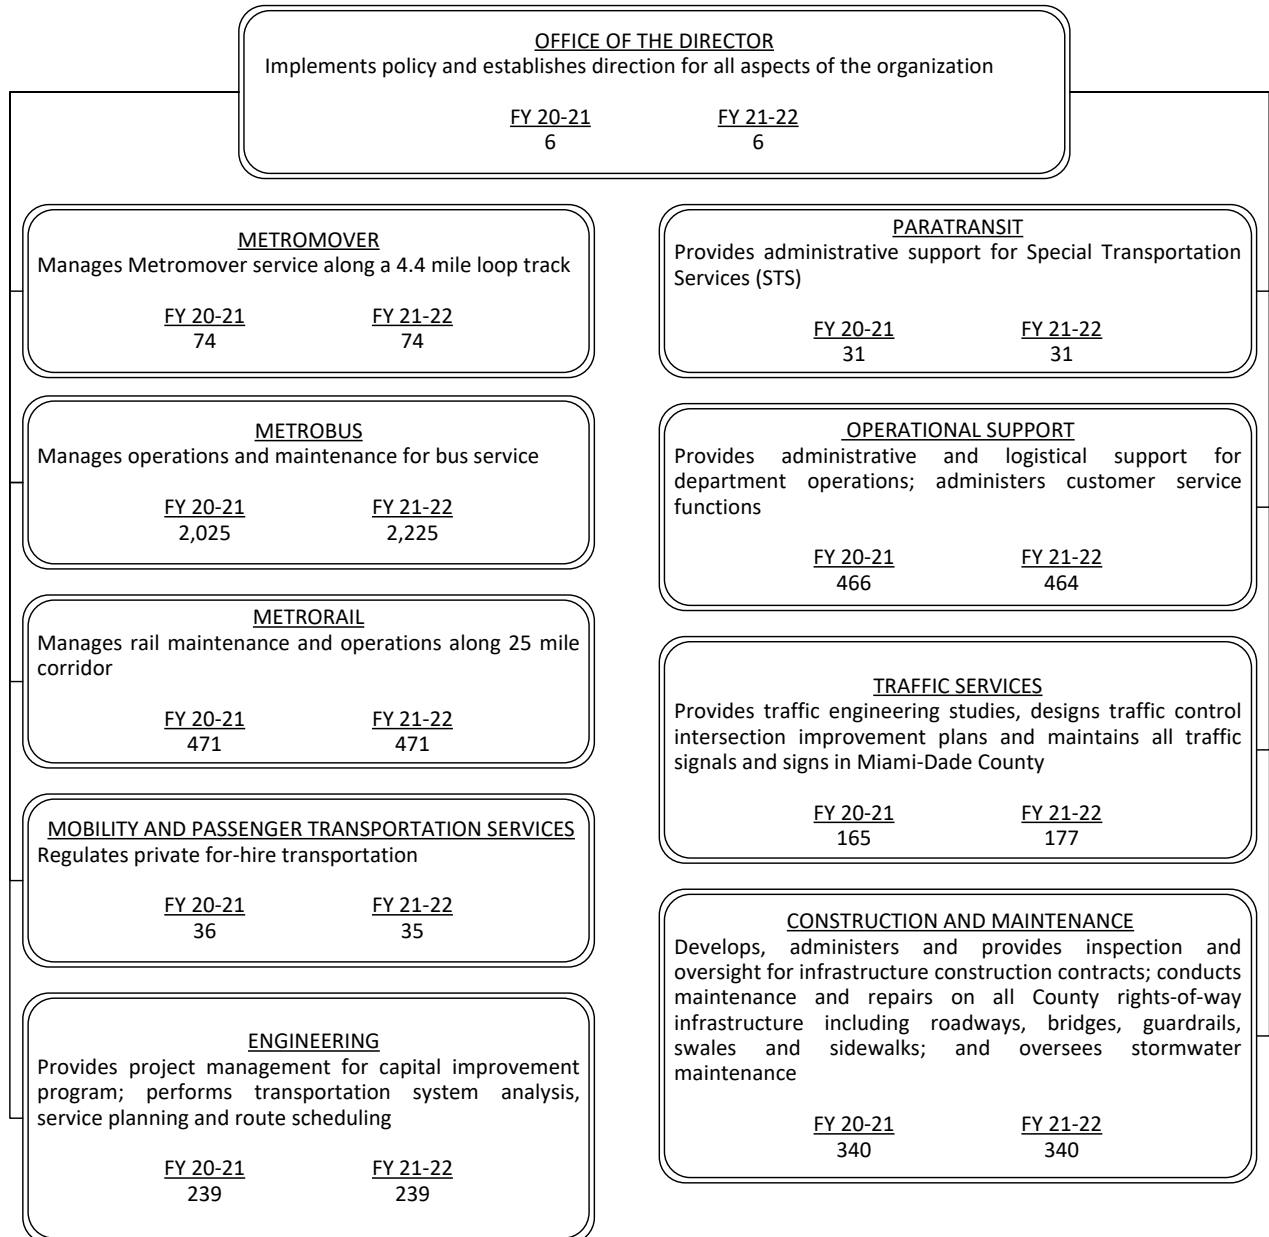 OFFICE OF THE DIRECTOR
Implements policy and establishes direction for all aspects of the organization
FY 20-21 FY 21-22
6 6
METROMOVER
Manages Metromover service along a 4.4 mile loop track
FY 20-21 FY 21-22
74 74
METROBUS
Manages operations and maintenance for bus service
FY 20-21 FY 21-22
2,025 2,225
METRORAIL
Manages rail maintenance and operations along 25 mile
corridor
FY 20-21 FY 21-22
471 471
MOBILITY AND PASSENGER TRANSPORTATION SERVICES
Regulates private for-hire transportation
FY 20-21 FY 21-22
36 35
ENGINEERING
Provides project management for capital improvement
program; performs transportation system analysis,
service planning and route scheduling
FY 20-21 FY 21-22
239 239
PARATRANSIT
Provides administrative support for Special Transportation
Services (STS)
FY 20-21 FY 21-22
31 31
OPERATIONAL SUPPORT
Provides administrative and logistical support for
department operations; administers customer service
functions
FY 20-21 FY 21-22
466 464
TRAFFIC SERVICES
Provides traffic engineering studies, designs traffic control
intersection improvement plans and maintains all traffic
signals and signs in Miami-Dade County
FY 20-21 FY 21-22
165 177
CONSTRUCTION AND MAINTENANCE
Develops, administers and provides inspection and
oversight for infrastructure construction contracts; conducts
maintenance and repairs on all County rights-of-way
infrastructure including roadways, bridges, guardrails,
swales and sidewalks; and oversees stormwater
maintenance
FY 20-21 FY 21-22
340 340